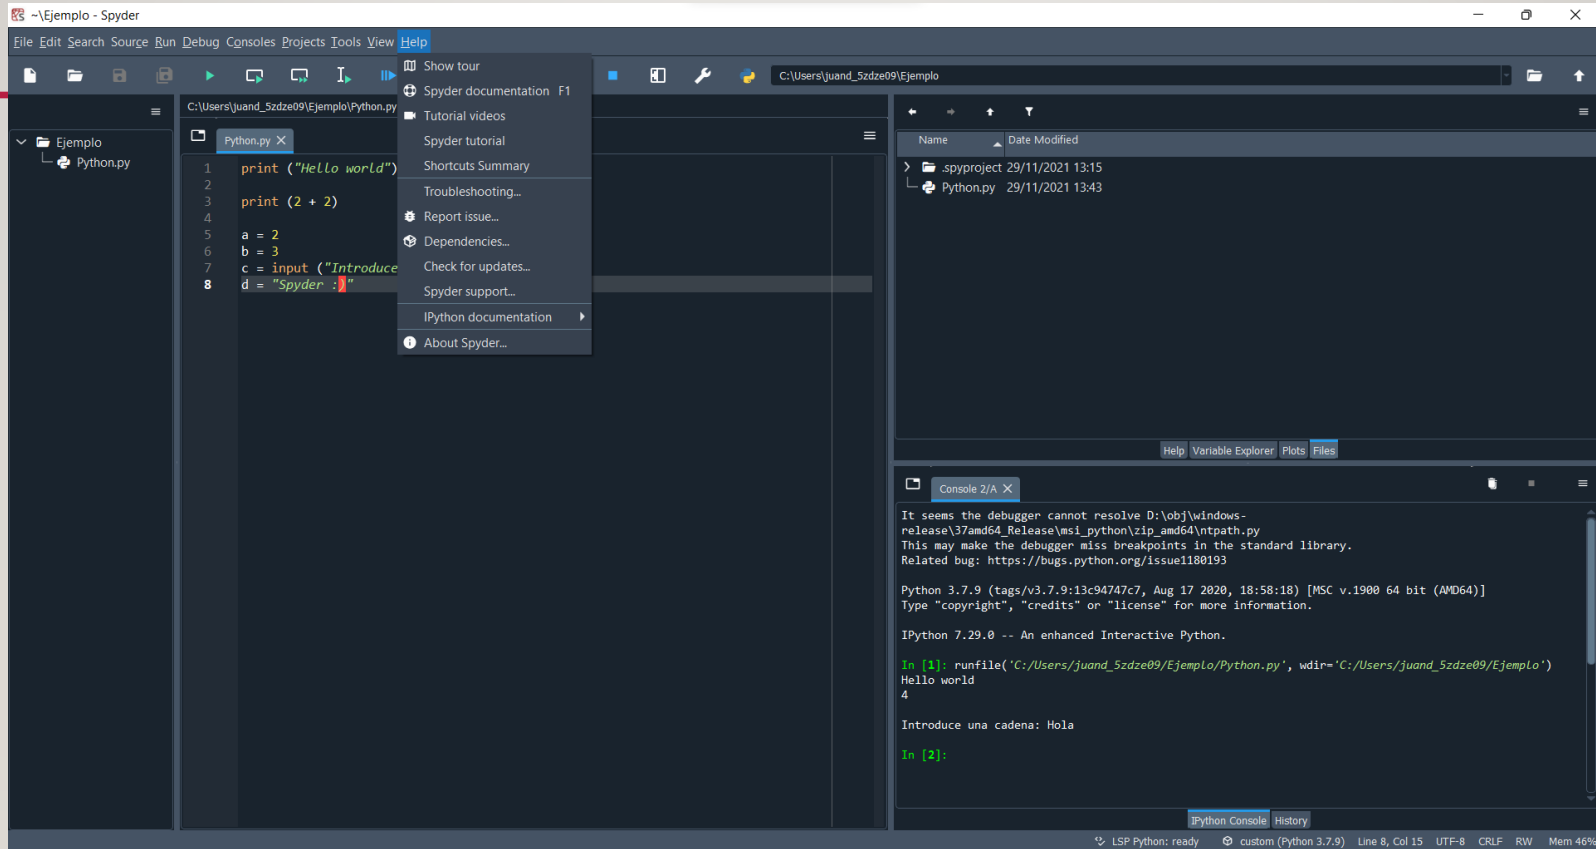 ~\Ejemplo - Spyder
File Edit Search Source Run Debug Consoles Projects Tools View Help
C:\Users\juand_5zdze09\Ejemplo
Show tour
Spyder documentation F1
Tutorial videos
Spyder tutorial
Shortcuts Summary
Troubleshooting...
Report issue...
Dependencies...
Check for updates...
Spyder support...
IPython documentation
About Spyder...
Ejemplo
Python.py
C:\Users\juand_5zdze09\Ejemplo\Python.py
Python.py
1 print ("Hello world")
2
3 print (2 + 2)
4
5 a = 2
6 b = 3
7 c = input ("Introduce
8 d = "Spyder :)"
Name Date Modified
.spyproject 29/11/2021 13:15
Python.py 29/11/2021 13:43
Help Variable Explorer Plots Files
Console 2/A
It seems the debugger cannot resolve D:\obj\windows-
release\37amd64_Release\msi_python\zip_amd64\ntpath.py
This may make the debugger miss breakpoints in the standard library.
Related bug: https://bugs.python.org/issue1180193
Python 3.7.9 (tags/v3.7.9:13c94747c7, Aug 17 2020, 18:58:18) [MSC v.1900 64 bit (AMD64)]
Type "copyright", "credits" or "license" for more information.
IPython 7.29.0 -- An enhanced Interactive Python.
In [1]: runfile('C:/Users/juand_5zdze09/Ejemplo/Python.py', wdir='C:/Users/juand_5zdze09/Ejemplo')
Hello world
4
Introduce una cadena: Hola
In [2]:
IPython Console History
LSP Python: ready custom (Python 3.7.9) Line 8, Col 15 UTF-8 CRLF RW Mem 46%